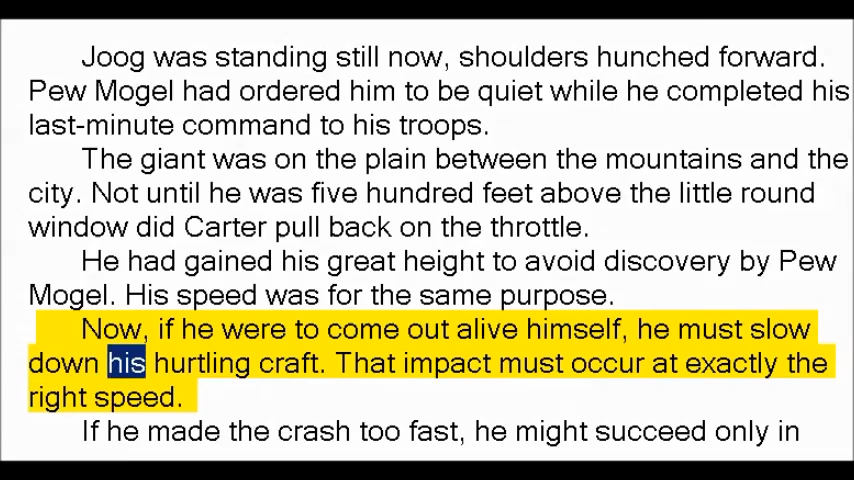 Joog was standing still now, shoulders hunched forward.
Pew Mogel had ordered him to be quiet while he completed his
last-minute command to his troops.
The giant was on the plain between the mountains and the
city. Not until he was five hundred feet above the little round
window did Carter pull back on the throttle.
He had gained his great height to avoid discovery by Pew
Mogel. His speed was for the same purpose.
Now, if he were to come out alive himself, he must slow
down his hurtling craft. That impact must occur at exactly the
right speed.
If he made the crash too fast, he might succeed only in